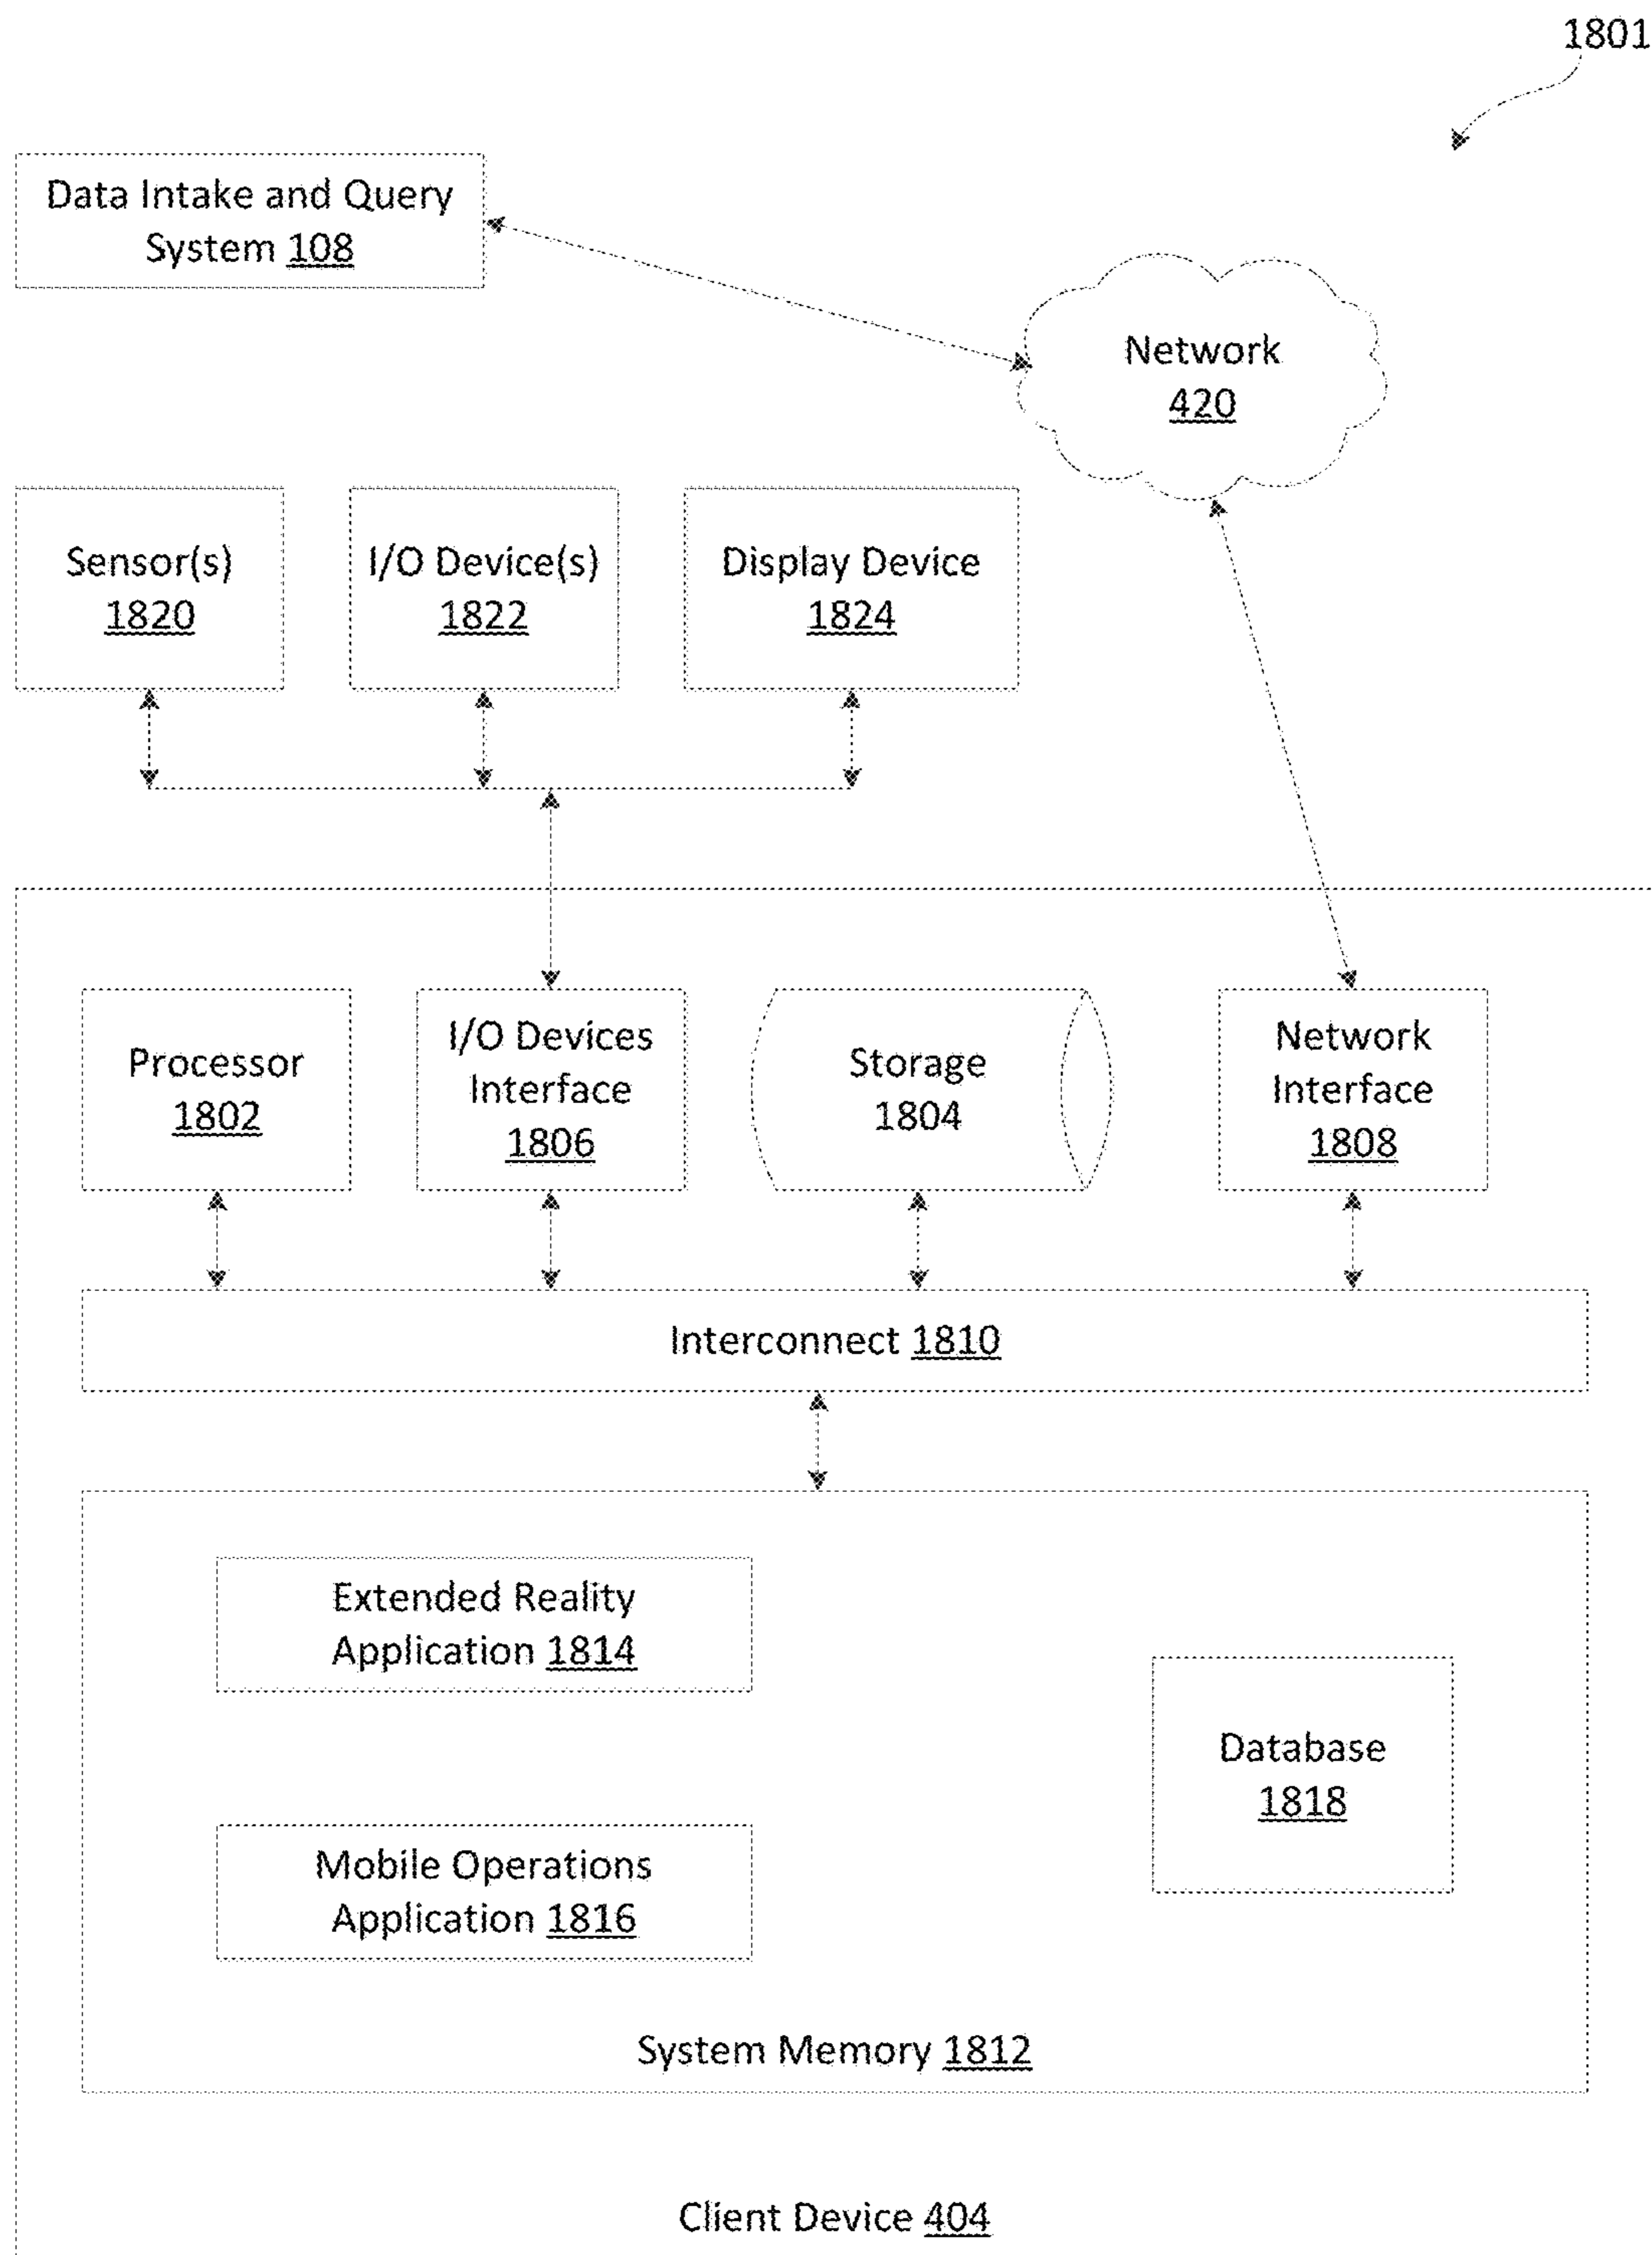 1801
Data Intake and Query
System 108
Network
420
Sensor(s)
1820
I/O Device(s)
1822
Display Device
1824
Processor
1802
I/O Devices
Interface
1806
Storage
1804
Network
Interface
1808
Interconnect 1810
Extended Reality
Application 1814
Database
1818
Mobile Operations
Application 1816
System Memory 1812
Client Device 404